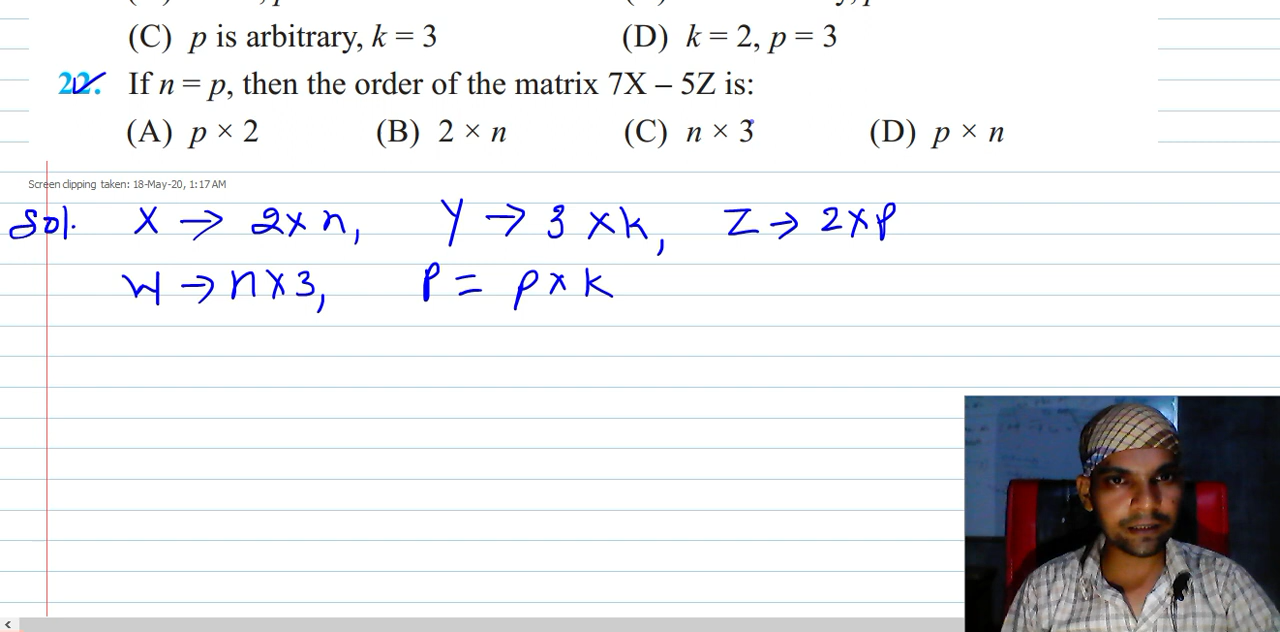 (C) p is arbitrary, k = 3 (D) k = 2, p = 3
22. If n = p, then the order of the matrix 7X – 5Z is:
(A) p × 2 (B) 2 × n (C) n × 3 (D) p × n
Screen clipping taken: 18-May-20, 1:17 AM
Sol. X → 2×n, Y → 3 × k, Z → 2×p
W → n×3, P = p × k